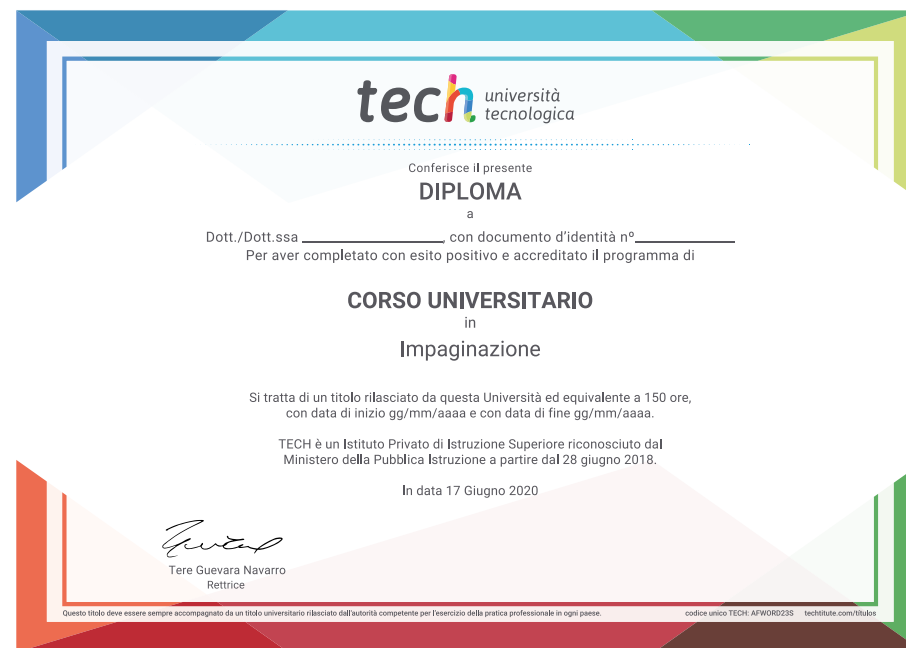 tech università
tecnologica
Conferisce il presente
DIPLOMA
a
Dott./Dott.ssa ____________________, con documento d'identità nº______________
Per aver completato con esito positivo e accreditato il programma di
CORSO UNIVERSITARIO
in
Impaginazione
Si tratta di un titolo rilasciato da questa Università ed equivalente a 150 ore,
con data di inizio gg/mm/aaaa e con data di fine gg/mm/aaaa.
TECH è un Istituto Privato di Istruzione Superiore riconosciuto dal
Ministero della Pubblica Istruzione a partire dal 28 giugno 2018.
In data 17 Giugno 2020
Tere Guevara Navarro
Rettrice
Questo titolo deve essere sempre accompagnato da un titolo universitario rilasciato dall'autorità competente per l'esercizio della pratica professionale in ogni paese. codice unico TECH: AFWORD23S techtitute.com/títulos